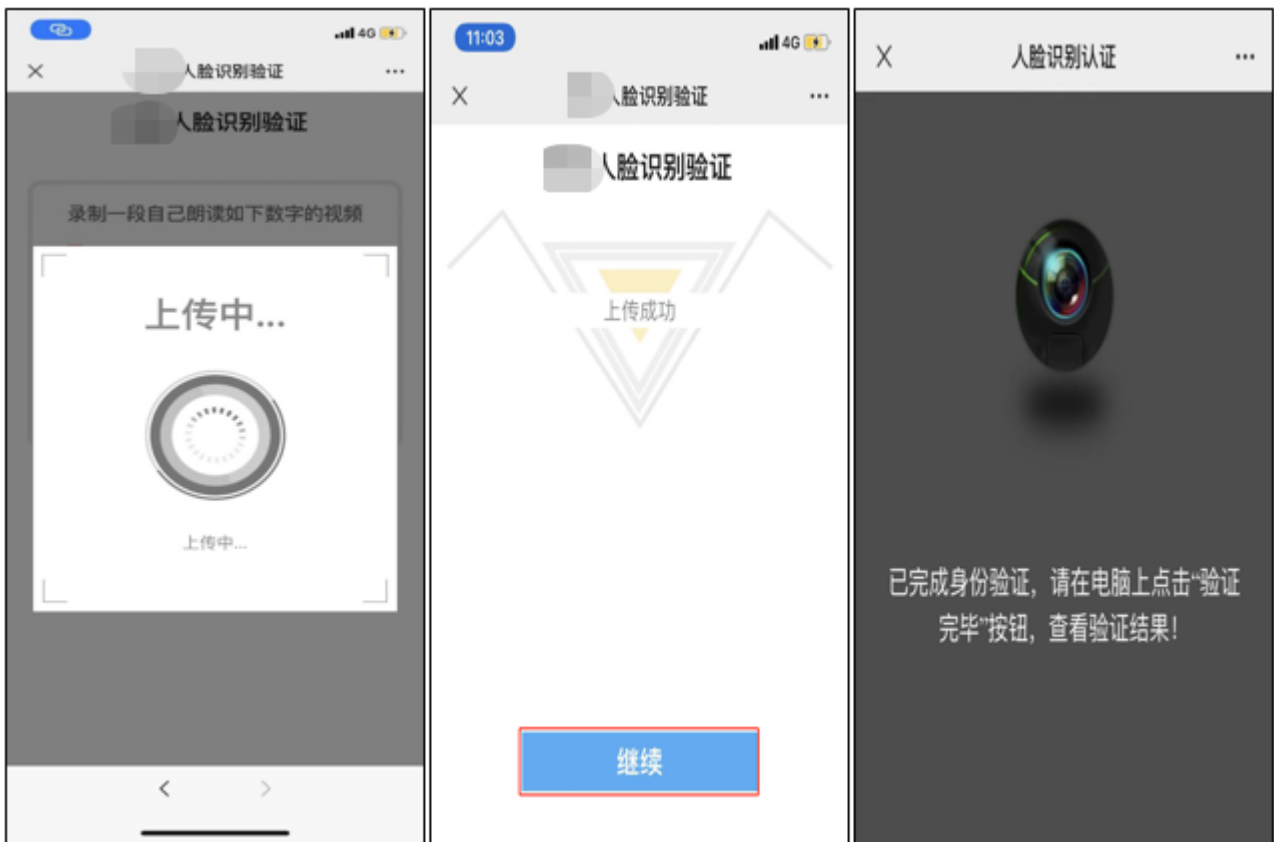 4G
人脸识别验证
人脸识别验证
录制一段自己朗读如下数字的视频
上传中...
上传中...
11:03
4G
人脸识别验证
人脸识别验证
上传成功
继续
人脸识别认证
已完成身份验证，请在电脑上点击“验证
完毕”按钮，查看验证结果！